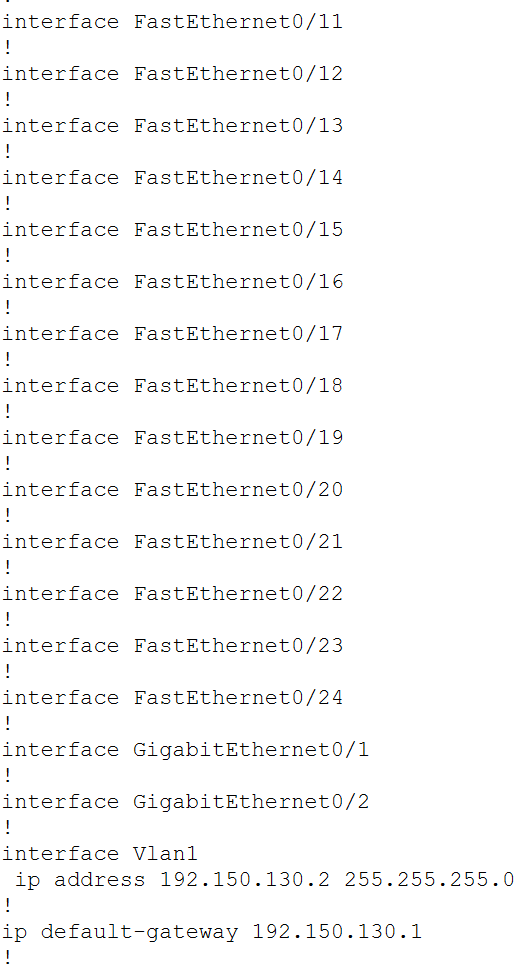 !
interface FastEthernet0/11
!
interface FastEthernet0/12
!
interface FastEthernet0/13
!
interface FastEthernet0/14
!
interface FastEthernet0/15
!
interface FastEthernet0/16
!
interface FastEthernet0/17
!
interface FastEthernet0/18
!
interface FastEthernet0/19
!
interface FastEthernet0/20
!
interface FastEthernet0/21
!
interface FastEthernet0/22
!
interface FastEthernet0/23
!
interface FastEthernet0/24
!
interface GigabitEthernet0/1
!
interface GigabitEthernet0/2
!
interface Vlan1
 ip address 192.150.130.2 255.255.255.0
!
ip default-gateway 192.150.130.1
!